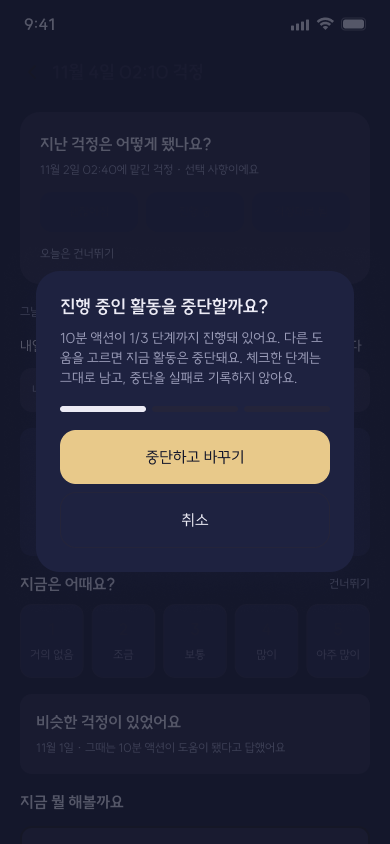 9:41
11월 4일 02:10 걱정
지난 걱정은 어떻게 됐나요?
11월 2일 02:40에 맡긴 걱정 · 선택 사항이에요
오늘은 건너뛰기
진행 중인 활동을 중단할까요?
10분 액션이 1/3 단계까지 진행돼 있어요. 다른 도
움을 고르면 지금 활동은 중단돼요. 체크한 단계는
그대로 남고, 중단을 실패로 기록하지 않아요.
중단하고 바꾸기
취소
지금은 어때요?
건너뛰기
거의 없음
조금
보통
많이
아주 많이
비슷한 걱정이 있었어요
11월 1일 · 그때는 10분 액션이 도움이 됐다고 답했어요
지금 뭘 해볼까요